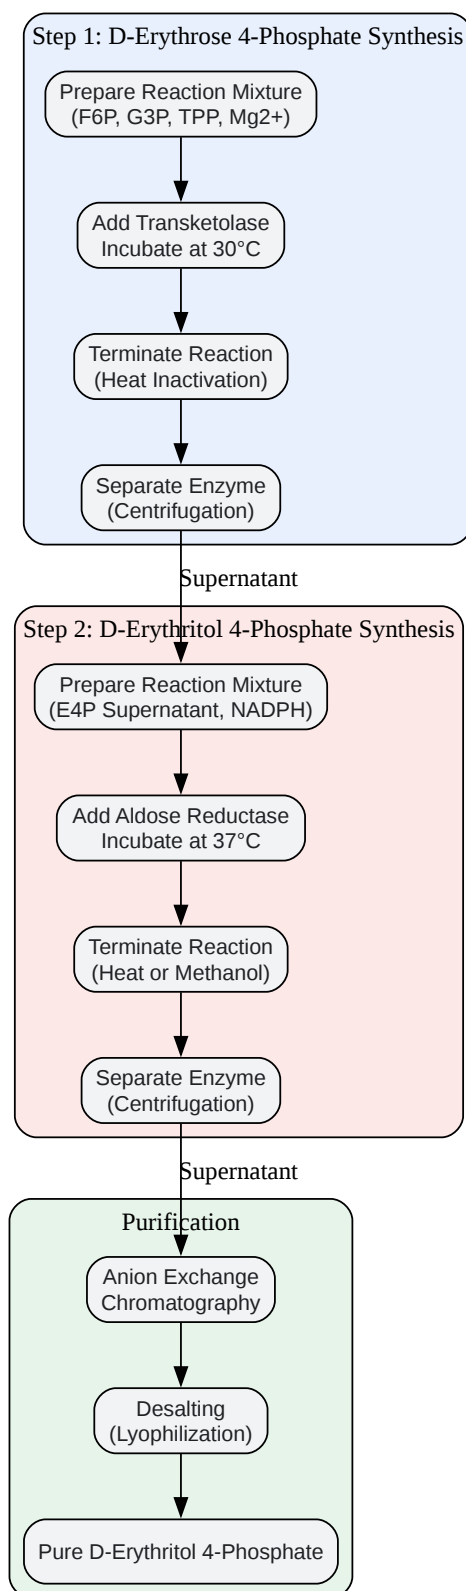 Step 1: D-Erythrose 4-Phosphate Synthesis
Prepare Reaction Mixture
(F6P, G3P, TPP, Mg2+)
Add Transketolase
Incubate at 30°C
Terminate Reaction
(Heat Inactivation)
Separate Enzyme
(Centrifugation)
Supernatant
Step 2: D-Erythritol 4-Phosphate Synthesis
Prepare Reaction Mixture
(E4P Supernatant, NADPH)
Add Aldose Reductase
Incubate at 37°C
Terminate Reaction
(Heat or Methanol)
Separate Enzyme
(Centrifugation)
Supernatant
Purification
Anion Exchange
Chromatography
Desalting
(Lyophilization)
Pure D-Erythritol 4-Phosphate